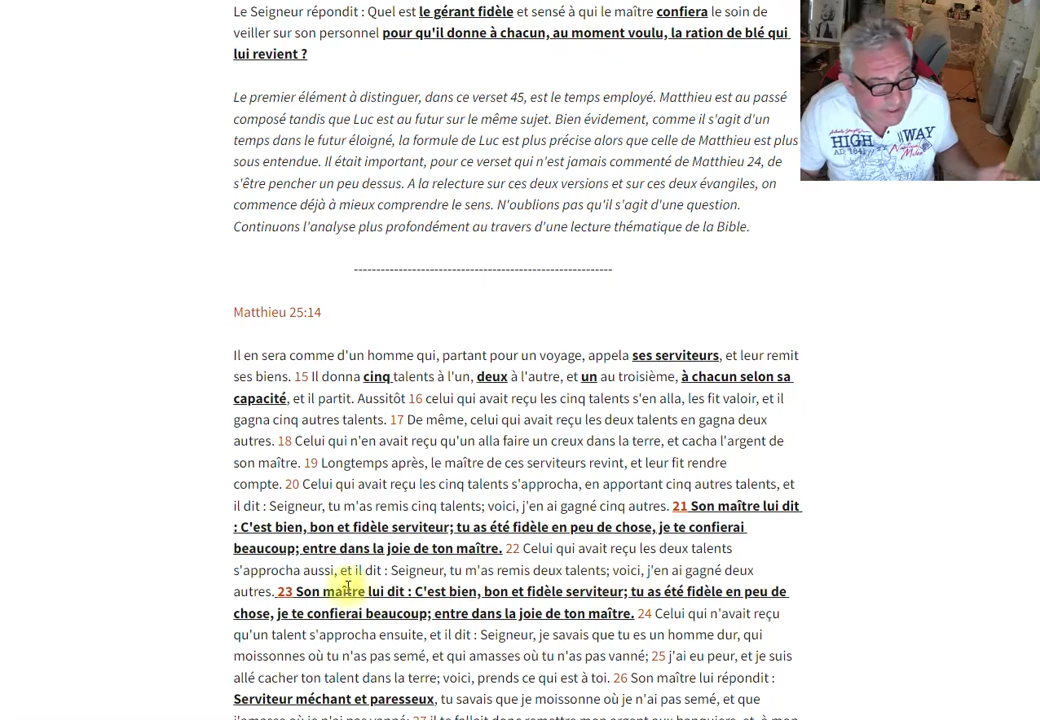 Le Seigneur répondit : Quel est le gérant fidèle et sensé à qui le maître confiera le soin de
veiller sur son personnel pour qu'il donne à chacun, au moment voulu, la ration de blé qui
lui revient ?
Le premier élément à distinguer, dans ce verset 45, est le temps employé. Matthieu est au passé
composé tandis que Luc est au futur sur le même sujet. Bien évidement, comme il s'agit d'un
temps dans le futur éloigné, la formule de Luc est plus précise alors que celle de Matthieu est plus
sous entendue. Il était important, pour ce verset qui n'est jamais commenté de Matthieu 24, de
s'être pencher un peu dessus. A la relecture sur ces deux versions et sur ces deux évangiles, on
commence déjà à mieux comprendre le sens. N'oublions pas qu'il s'agit d'une question.
Continuons l'analyse plus profondément au travers d'une lecture thématique de la Bible.
------------------------------------------------------------
Matthieu 25:14
Il en sera comme d'un homme qui, partant pour un voyage, appela ses serviteurs, et leur remit
ses biens. 15 Il donna cinq talents à l'un, deux à l'autre, et un au troisième, à chacun selon sa
capacité, et il partit. Aussitôt 16 celui qui avait reçu les cinq talents s'en alla, les fit valoir, et il
gagna cinq autres talents. 17 De même, celui qui avait reçu les deux talents en gagna deux
autres. 18 Celui qui n'en avait reçu qu'un alla faire un creux dans la terre, et cacha l'argent de
son maître. 19 Longtemps après, le maître de ces serviteurs revint, et leur fit rendre
compte. 20 Celui qui avait reçu les cinq talents s'approcha, en apportant cinq autres talents, et
il dit : Seigneur, tu m'as remis cinq talents; voici, j'en ai gagné cinq autres. 21 Son maître lui dit
: C'est bien, bon et fidèle serviteur; tu as été fidèle en peu de chose, je te confierai
beaucoup; entre dans la joie de ton maître. 22 Celui qui avait reçu les deux talents
s'approcha aussi, et il dit : Seigneur, tu m'as remis deux talents; voici, j'en ai gagné deux
autres. 23 Son maître lui dit : C'est bien, bon et fidèle serviteur; tu as été fidèle en peu de
chose, je te confierai beaucoup; entre dans la joie de ton maître. 24 Celui qui n'avait reçu
qu'un talent s'approcha ensuite, et il dit : Seigneur, je savais que tu es un homme dur, qui
moissonnes où tu n'as pas semé, et qui amasses où tu n'as pas vanné; 25 j'ai eu peur, et je suis
allé cacher ton talent dans la terre; voici, prends ce qui est à toi. 26 Son maître lui répondit :
Serviteur méchant et paresseux, tu savais que je moissonne où je n'ai pas semé, et que
j'amasse où je n'ai pas vanné; 27 il te fallait donc remettre mon argent aux banquiers, et, à mon
HIGH WAY